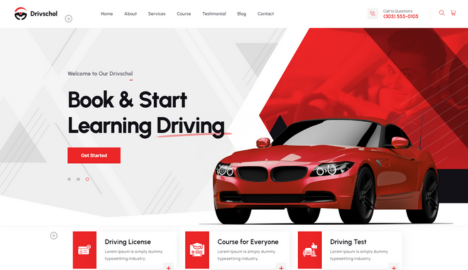 Drivschol
Home About Services Course Testimonial Blog Contact
Call to Questions
(303) 555-0105
Welcome to Our Drivschol
Book & Start
Learning Driving
Get Started
Driving License
Lorem Ipsum is simply dummy
typesetting industry.
Course for Everyone
Lorem Ipsum is simply dummy
typesetting industry.
Driving Test
Lorem Ipsum is simply dummy
typesetting industry.